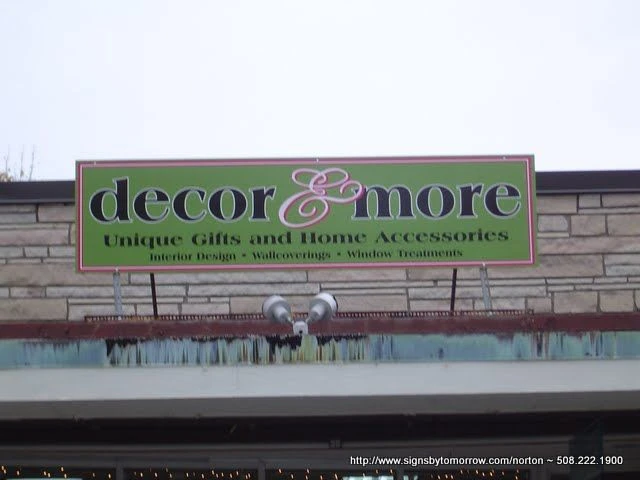 decor & more
Unique Gifts and Home Accessories
Interior Design • Wallcoverings • Window Treatments
http://www.signsbytomorrow.com/norton ~ 508.222.1900